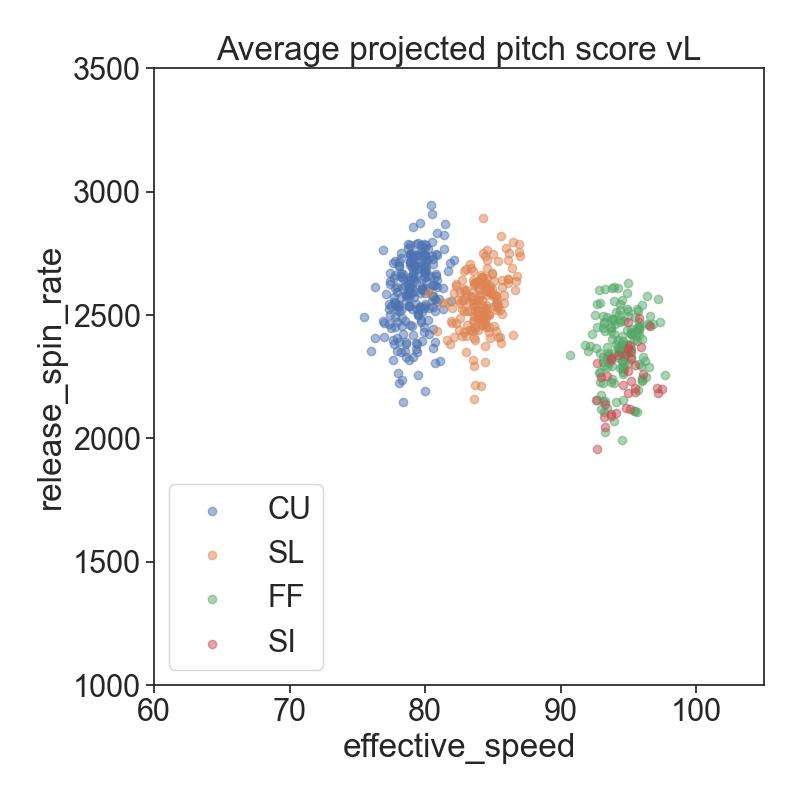 Average projected pitch score vL
3500
3000
2500
2000
1500
1000
release_spin_rate
CU
SL
FF
SI
60
70
80
90
100
effective_speed